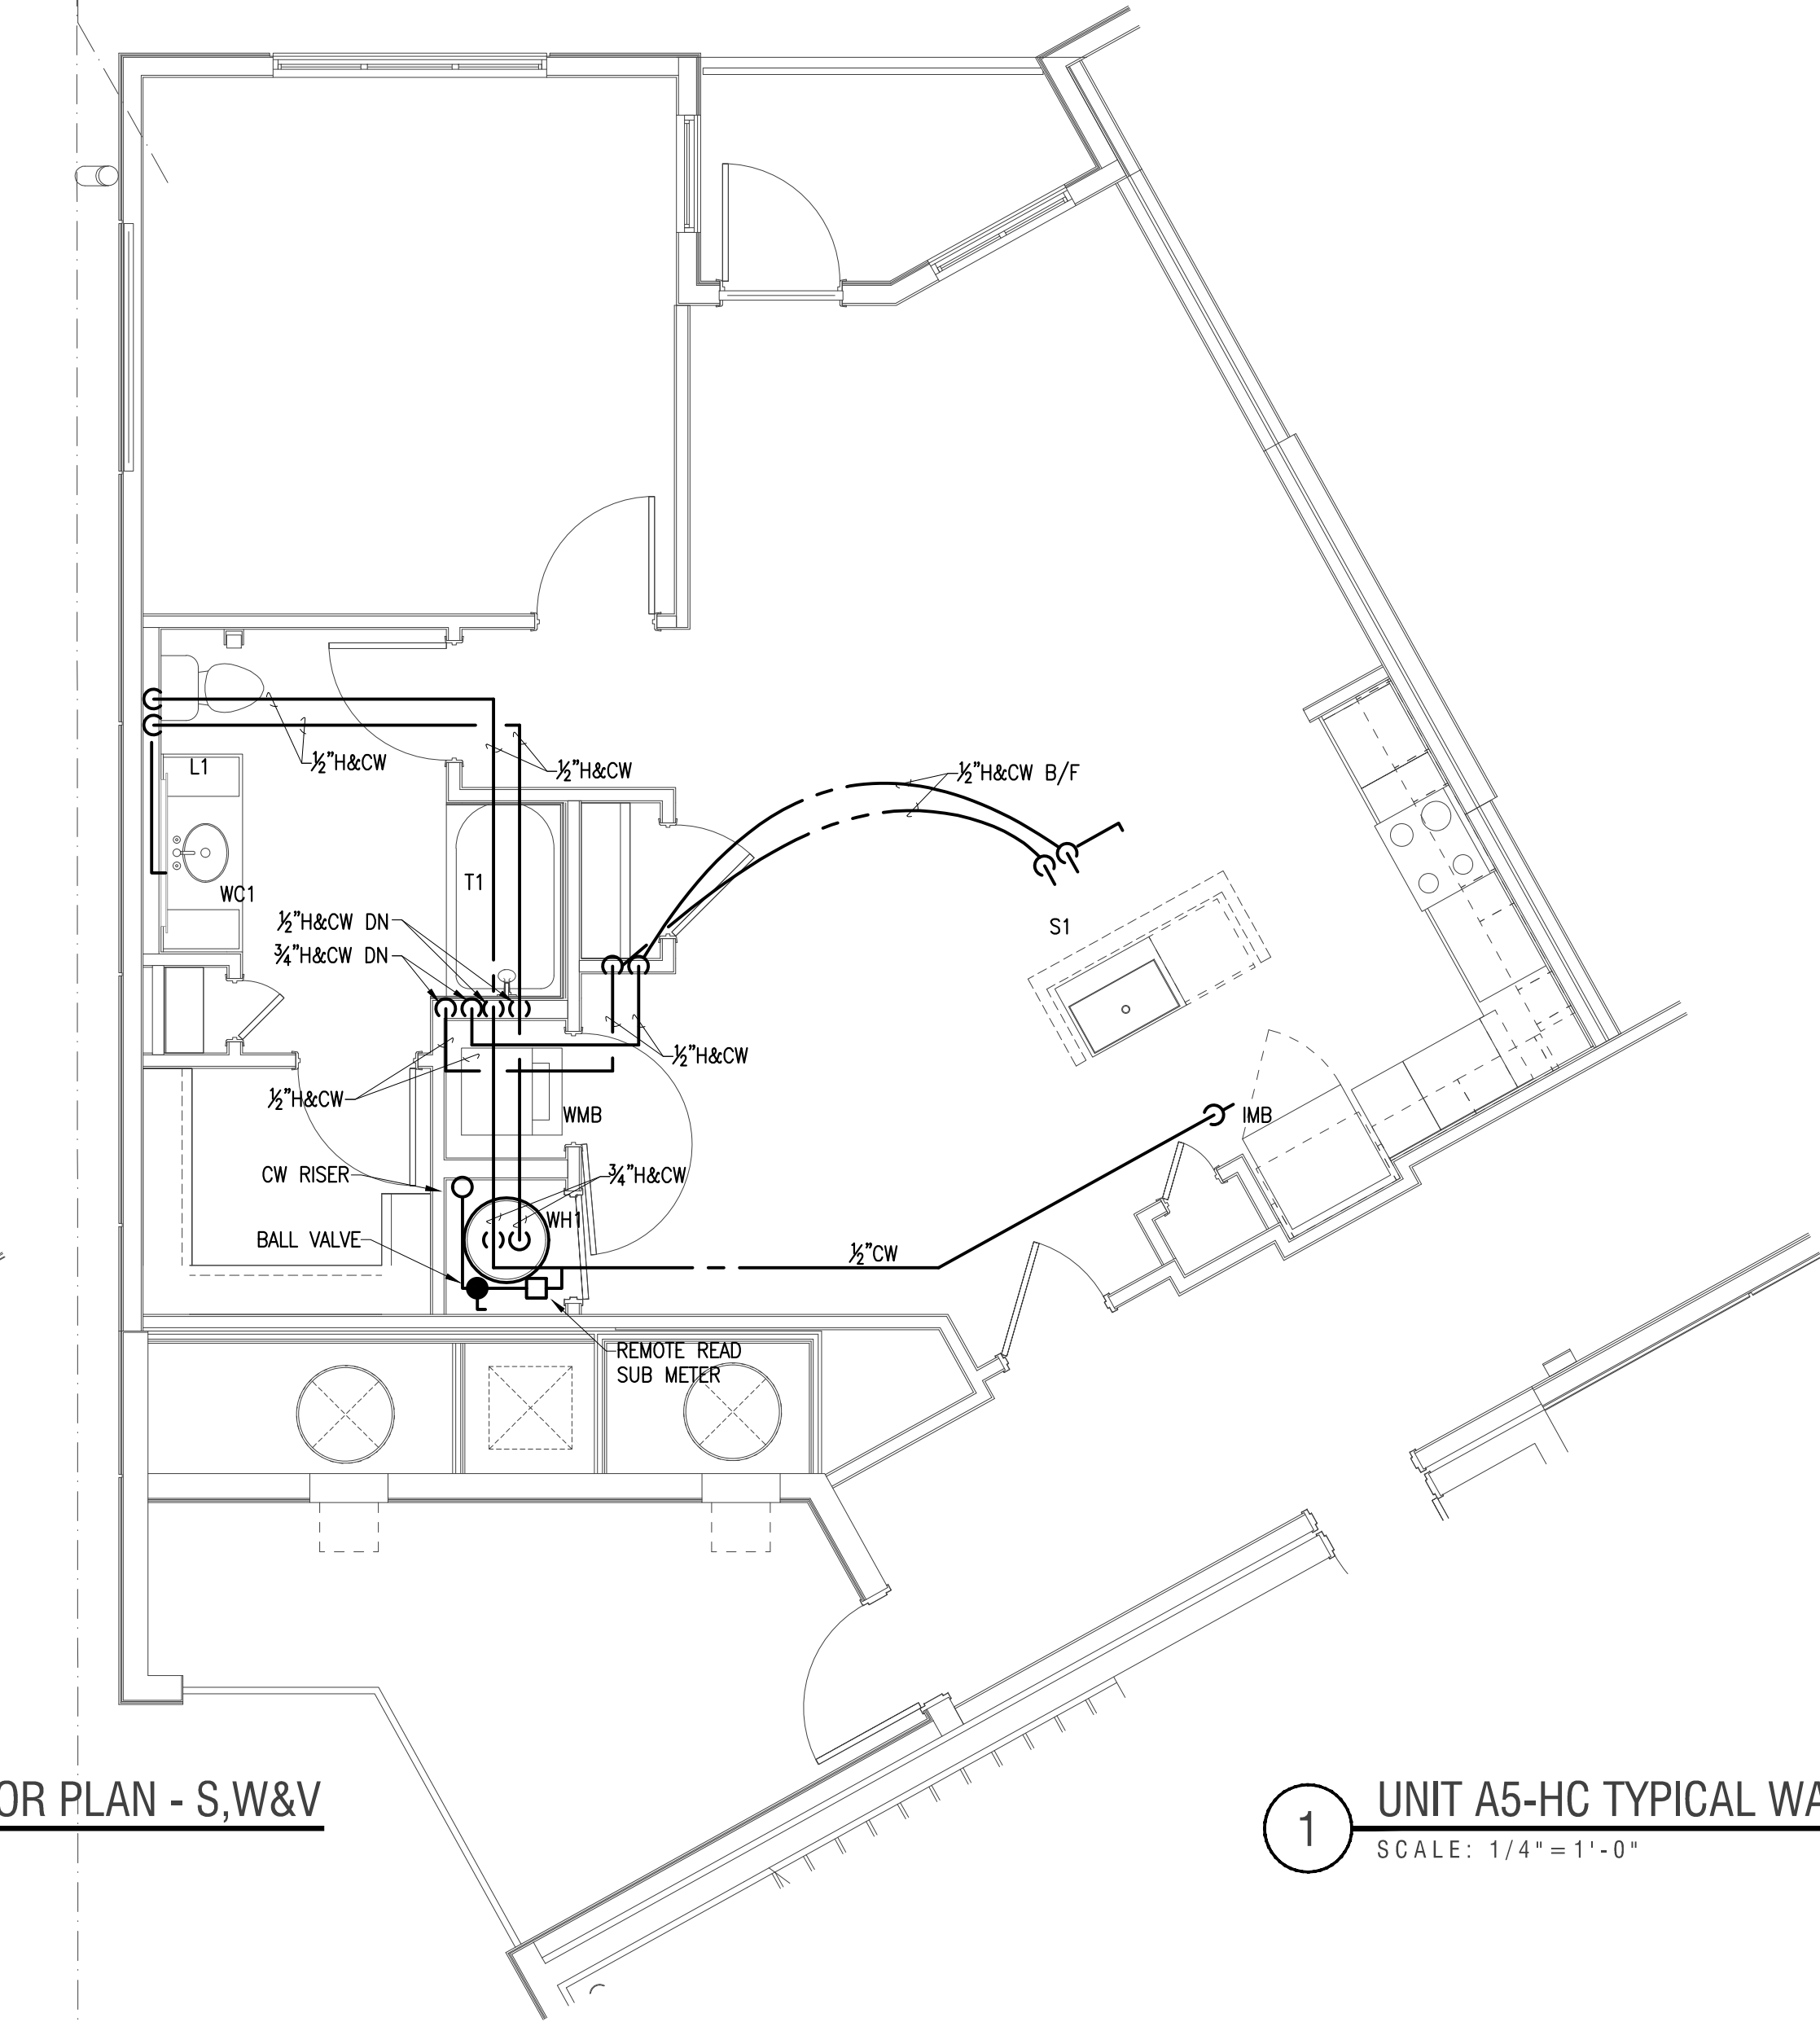 ½"H&CW
½"H&CW
½"H&CW B/F
L1
T1
WC1
½"H&CW DN
¾"H&CW DN
S1
½"H&CW
½"H&CW
WMB
IMB
CW RISER
¾"H&CW
WH1
BALL VALVE
½"CW
REMOTE READ
SUB METER
OR PLAN - S,W&V
1
UNIT A5-HC TYPICAL WA
SCALE: 1/4"=1'-0"